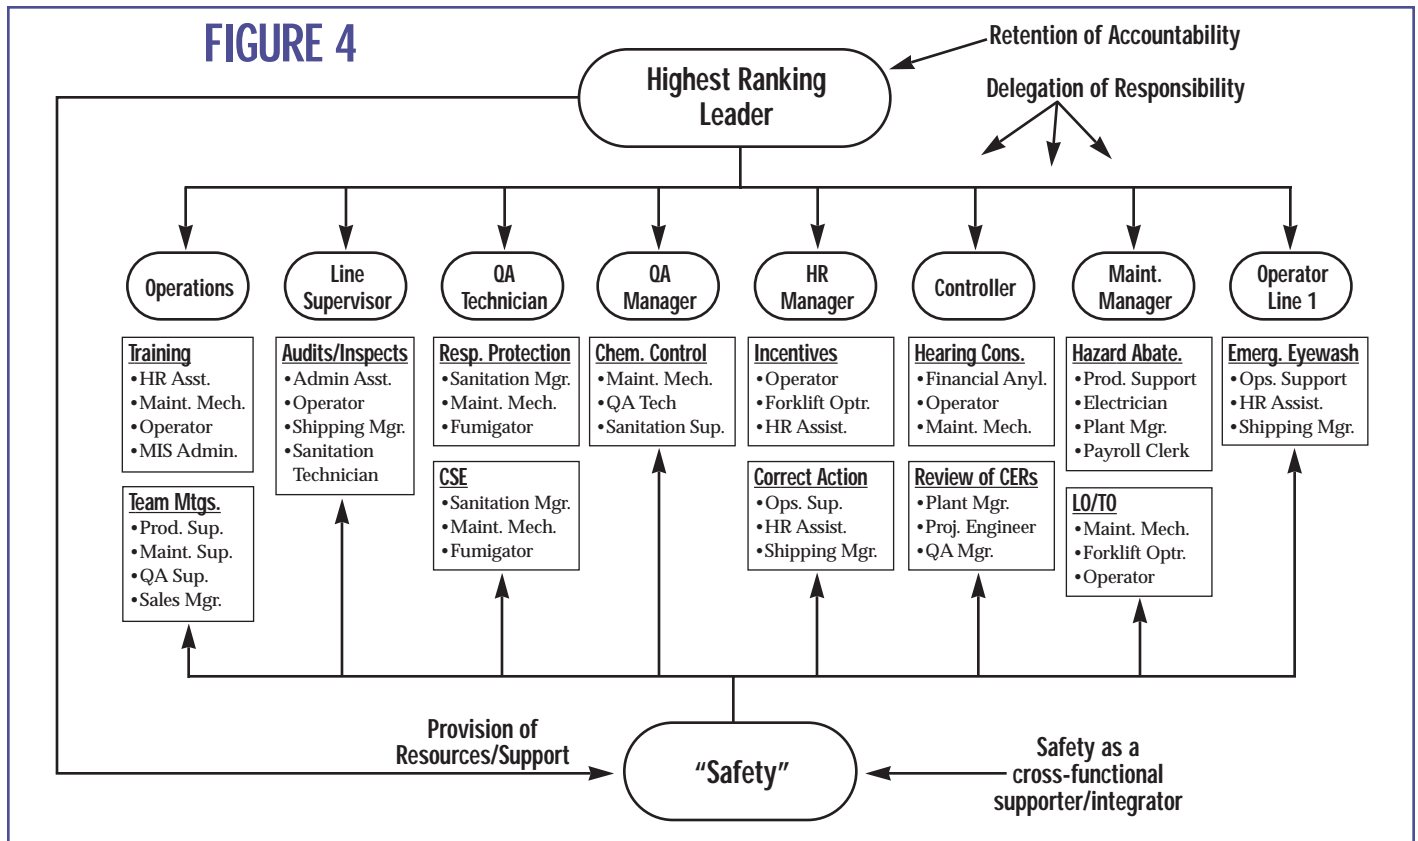 FIGURE 4
Retention of Accountability
Highest Ranking
Leader
Delegation of Responsibility
Operations
Line
Supervisor
QA
Technician
QA
Manager
HR
Manager
Controller
Maint.
Manager
Operator
Line 1
Training
•HR Asst.
•Maint. Mech.
•Operator
•MIS Admin.
Team Mtgs.
•Prod. Sup.
•Maint. Sup.
•QA Sup.
•Sales Mgr.
Audits/Inspects
•Admin Asst.
•Operator
•Shipping Mgr.
•Sanitation
Technician
Resp. Protection
•Sanitation Mgr.
•Maint. Mech.
•Fumigator
CSE
•Sanitation Mgr.
•Maint. Mech.
•Fumigator
Chem. Control
•Maint. Mech.
•QA Tech
•Sanitation Sup.
Incentives
•Operator
•Forklift Optr.
•HR Assist.
Correct Action
•Ops. Sup.
•HR Assist.
•Shipping Mgr.
Hearing Cons.
•Financial Anyl.
•Operator
•Maint. Mech.
Review of CERs
•Plant Mgr.
•Proj. Engineer
•QA Mgr.
Hazard Abate.
•Prod. Support
•Electrician
•Plant Mgr.
•Payroll Clerk
LO/TO
•Maint. Mech.
•Forklift Optr.
•Operator
Emerg. Eyewash
•Ops. Support
•HR Assist.
•Shipping Mgr.
Provision of
Resources/Support
“Safety”
Safety as a
cross-functional
supporter/integrator